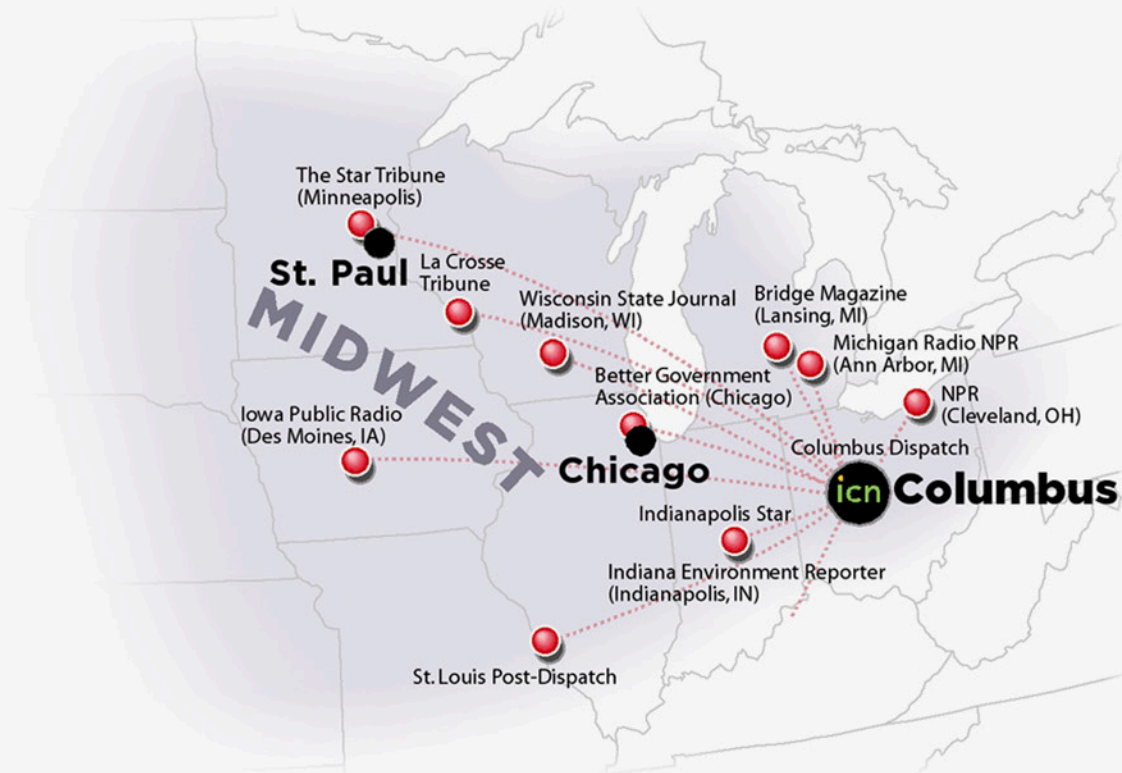 The Star Tribune
(Minneapolis)
St. Paul
La Crosse
Tribune
MIDWEST
Wisconsin State Journal
(Madison, WI)
Bridge Magazine
(Lansing, MI)
Michigan Radio NPR
(Ann Arbor, MI)
Better Government
Association (Chicago)
NPR
(Cleveland, OH)
Iowa Public Radio
(Des Moines, IA)
Chicago
Columbus Dispatch
icn Columbus
Indianapolis Star
Indiana Environment Reporter
(Indianapolis, IN)
St. Louis Post-Dispatch